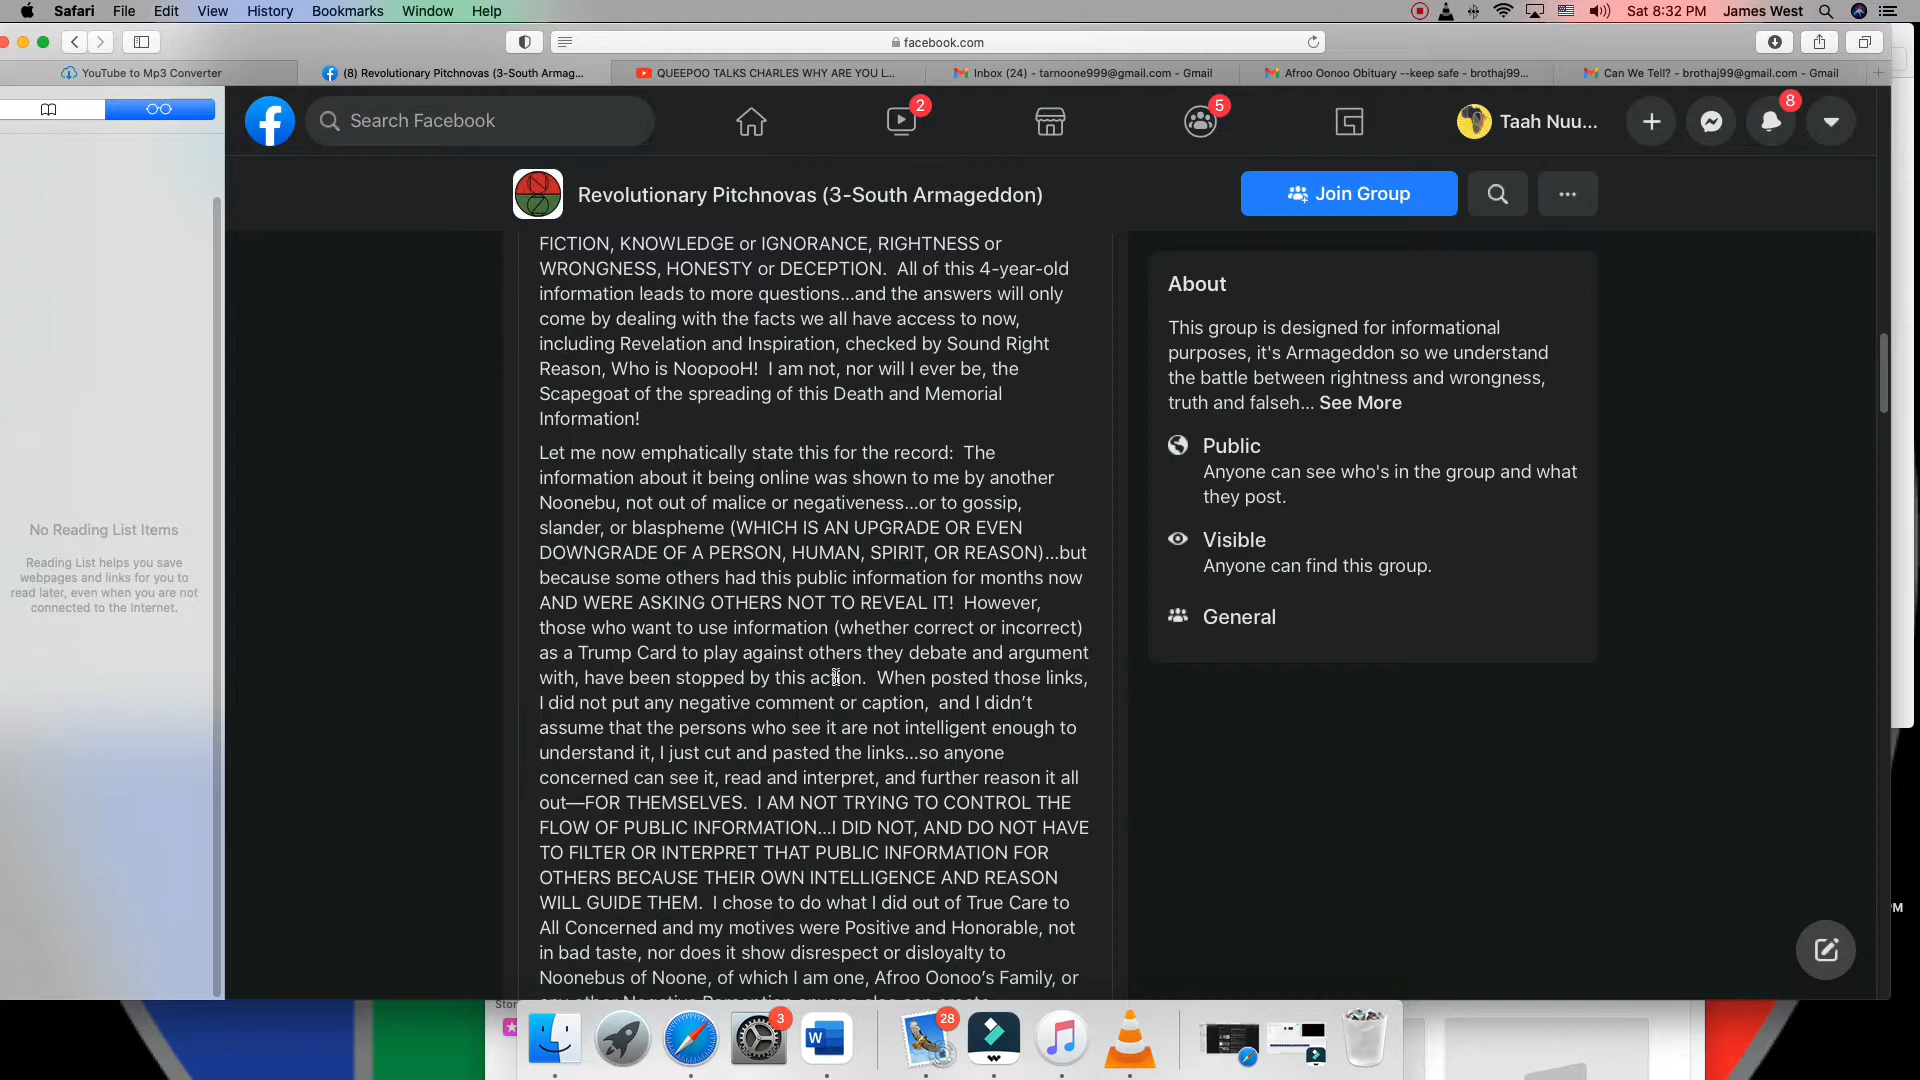 Safari File Edit View History Bookmarks Window Help Sat 8:32 PM James West
facebook.com
YouTube to Mp3 Converter
(8) Revolutionary Pitchnovas (3-South Armag...
QUEEPOO TALKS CHARLES WHY ARE YOU L...
Inbox (24) - tarnoone999@gmail.com - Gmail
Afroo Oonoo Obituary --keep safe - brothaj99...
Can We Tell? - brothaj99@gmail.com - Gmail
No Reading List Items
Reading List helps you save
webpages and links for you to
read later, even when you are not
connected to the Internet.
Search Facebook
2
5
Taah Nuu...
8
Revolutionary Pitchnovas (3-South Armageddon)
Join Group
FICTION, KNOWLEDGE or IGNORANCE, RIGHTNESS or
WRONGNESS, HONESTY or DECEPTION. All of this 4-year-old
information leads to more questions...and the answers will only
come by dealing with the facts we all have access to now,
including Revelation and Inspiration, checked by Sound Right
Reason, Who is NoopooH! I am not, nor will I ever be, the
Scapegoat of the spreading of this Death and Memorial
Information!
Let me now emphatically state this for the record: The
information about it being online was shown to me by another
Noonebu, not out of malice or negativeness...or to gossip,
slander, or blaspheme (WHICH IS AN UPGRADE OR EVEN
DOWNGRADE OF A PERSON, HUMAN, SPIRIT, OR REASON)...but
because some others had this public information for months now
AND WERE ASKING OTHERS NOT TO REVEAL IT! However,
those who want to use information (whether correct or incorrect)
as a Trump Card to play against others they debate and argument
with, have been stopped by this action. When posted those links,
I did not put any negative comment or caption, and I didn't
assume that the persons who see it are not intelligent enough to
understand it, I just cut and pasted the links...so anyone
concerned can see it, read and interpret, and further reason it all
out—FOR THEMSELVES. I AM NOT TRYING TO CONTROL THE
FLOW OF PUBLIC INFORMATION...I DID NOT, AND DO NOT HAVE
TO FILTER OR INTERPRET THAT PUBLIC INFORMATION FOR
OTHERS BECAUSE THEIR OWN INTELLIGENCE AND REASON
WILL GUIDE THEM. I chose to do what I did out of True Care to
All Concerned and my motives were Positive and Honorable, not
in bad taste, nor does it show disrespect or disloyalty to
Noonebus of Noone, of which I am one, Afroo Oonoo's Family, or
About
This group is designed for informational
purposes, it's Armageddon so we understand
the battle between rightness and wrongness,
truth and falseh... See More
Public
Anyone can see who's in the group and what
they post.
Visible
Anyone can find this group.
General
PM
Stor
3
28